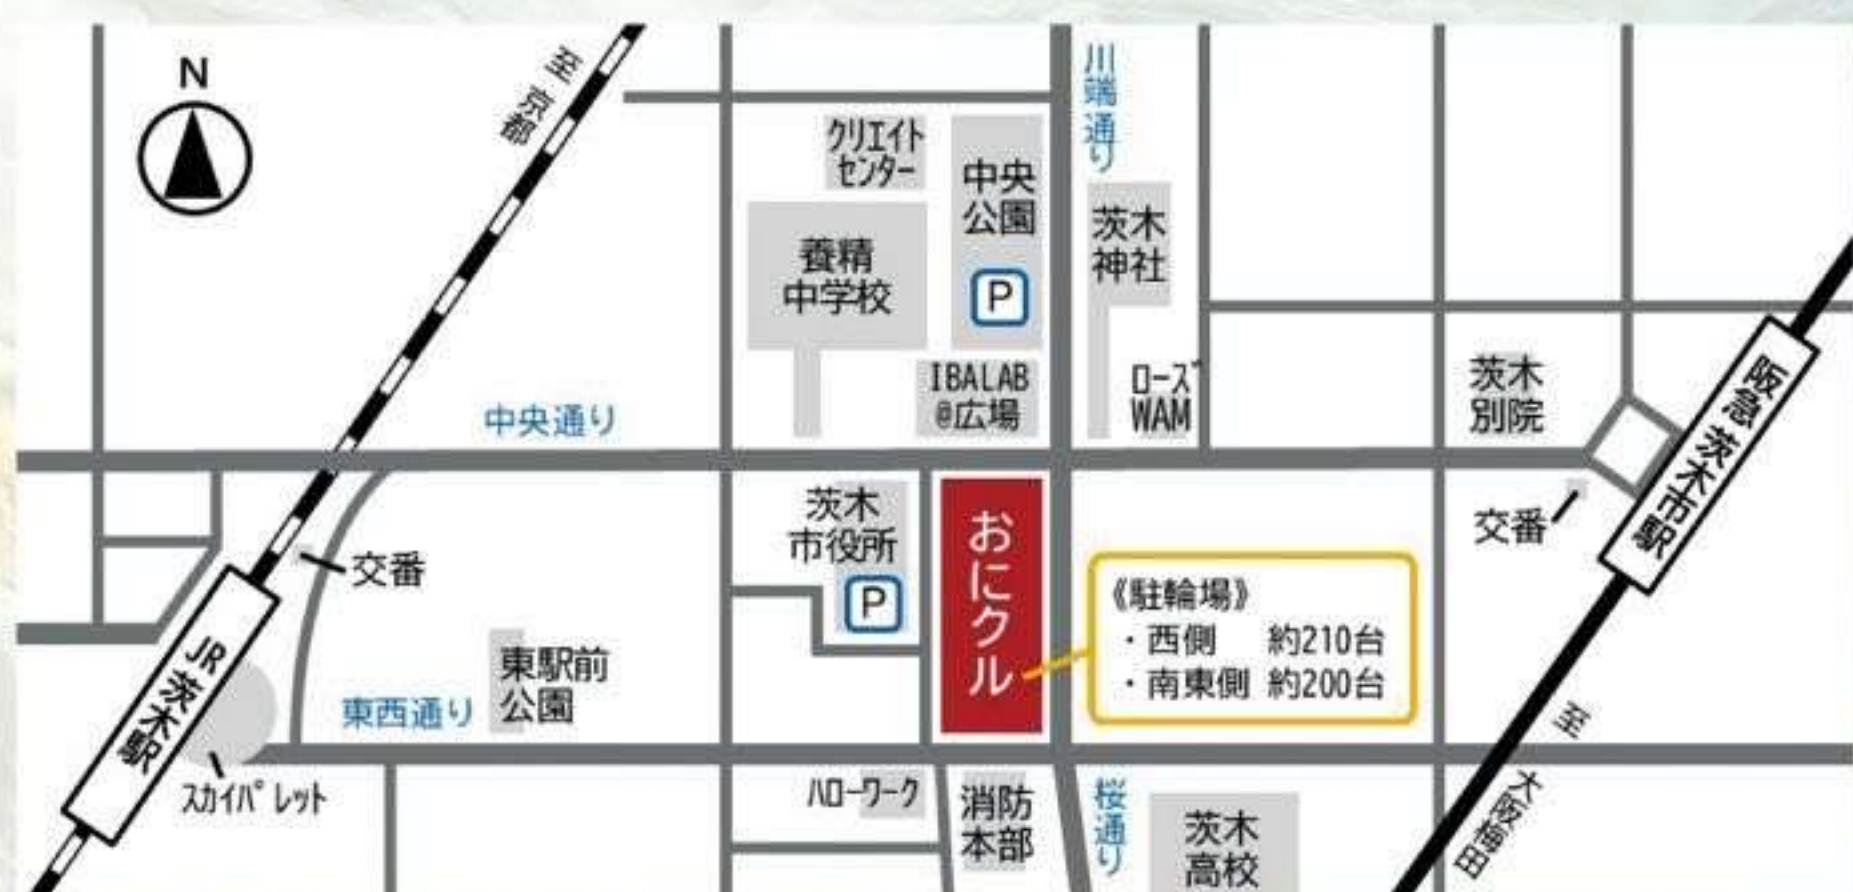 N
至 京都
川端通り
クリエイト
センター
中央
公園
P
養精
中学校
茨木
神社
IBALAB
@広場
ローズ
WAM
茨木
別院
阪急 茨木市駅
中央通り
茨木
市役所
P
おにクル
交番
交番
《駐輪場》
・西側 約210台
・南東側 約200台
JR 茨木駅
東駅前
公園
東西通り
スカイパレット
ハローワーク
消防
本部
桜通り
茨木
高校
至 大阪梅田